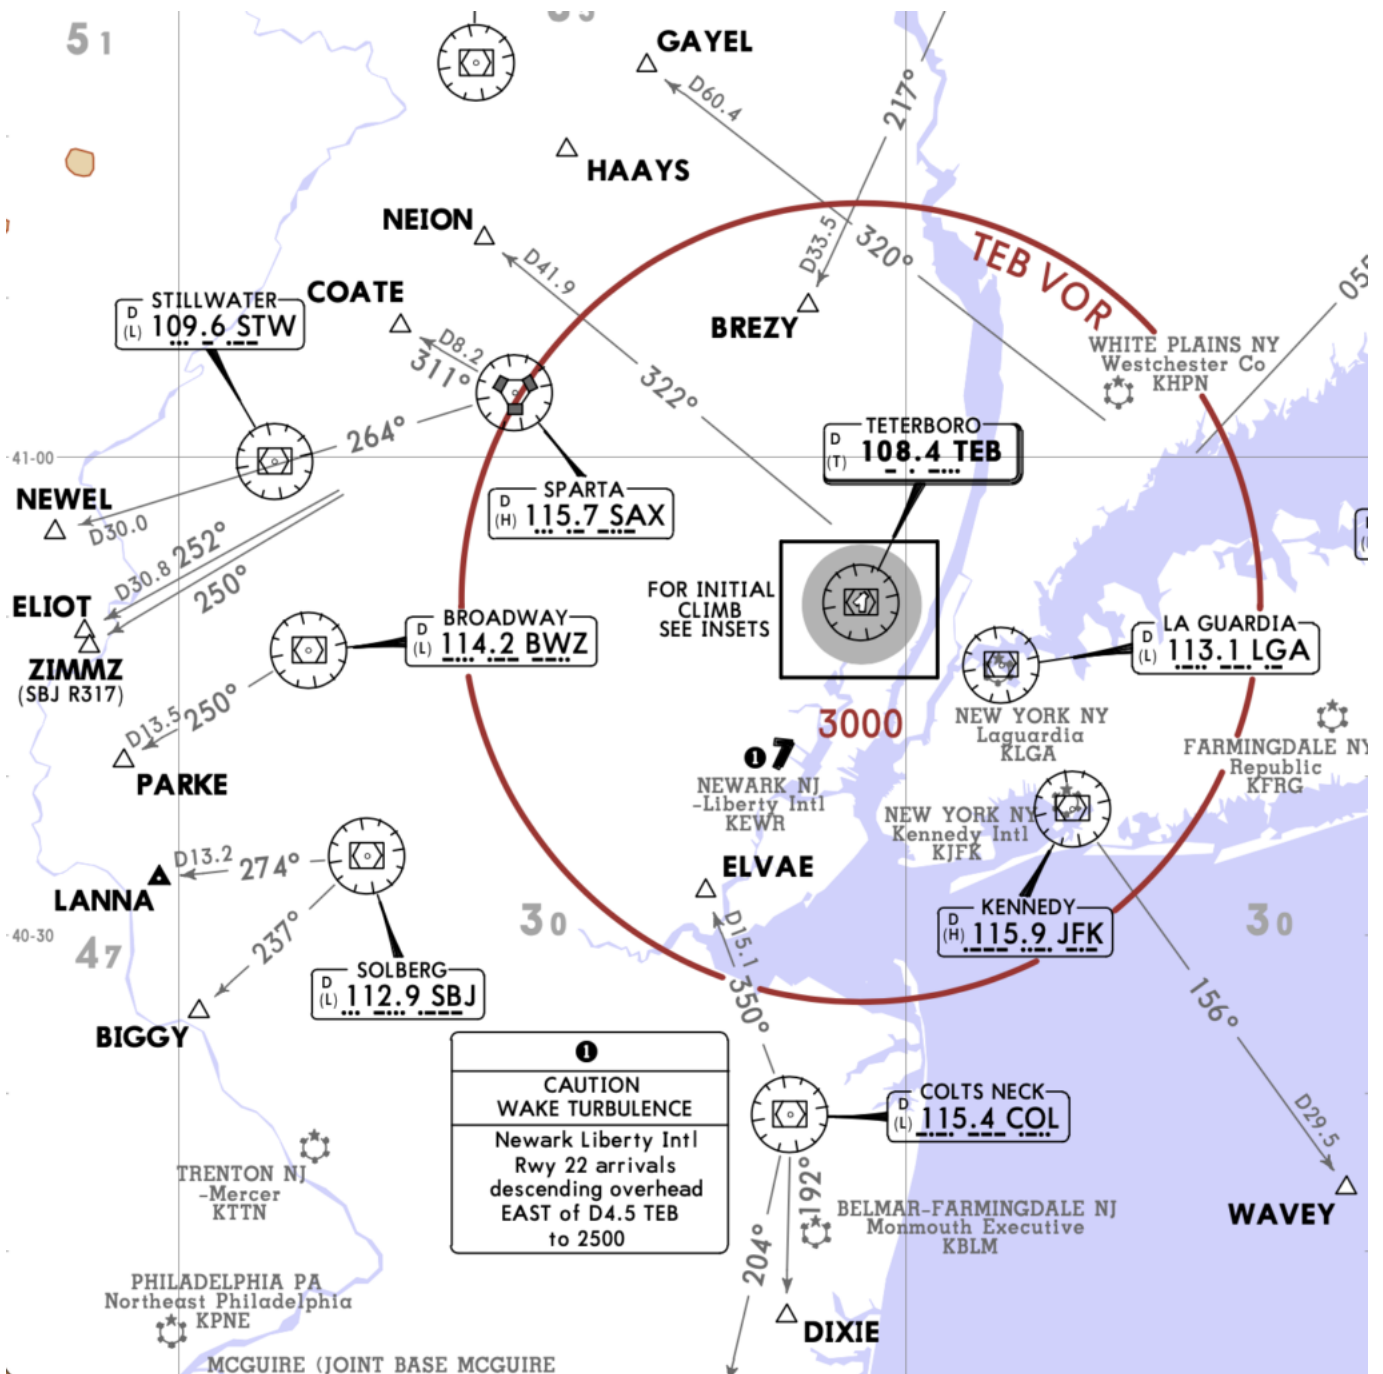 51
GAYEL
D60.4
217°
HAAYS
NEION
D41.9
D33.5
320°
TEB VOR
055
STILLWATER
D
(L) 109.6 STW
COATE
D8.2
311°
BREZY
322°
WHITE PLAINS NY
Westchester Co
KHPN
264°
TETERBORO
D
(T) 108.4 TEB
41-00
NEWEL
D30.0
SPARTA
D
(H) 115.7 SAX
D30.8 252°
250°
FOR INITIAL
CLIMB
SEE INSETS
1
ELIOT
ZIMMZ
(SBJ R317)
BROADWAY
D
(L) 114.2 BWZ
LA GUARDIA
D
(L) 113.1 LGA
D13.5 250°
PARKE
3000
NEW YORK NY
Laguardia
KLGA
FARMINGDALE NY
Republic
KFRG
1 7
NEWARK NJ
-Liberty Intl
KEWR
NEW YORK NY
Kennedy Intl
KJFK
D13.2 274°
LANNA
ELVAE
237°
D15.1
350°
30
KENNEDY
D
(H) 115.9 JFK
30
40-30
47
SOLBERG
D
(L) 112.9 SBJ
BIGGY
156°
D29.5
WAVEY
1
CAUTION
WAKE TURBULENCE
Newark Liberty Intl
Rwy 22 arrivals
descending overhead
EAST of D4.5 TEB
to 2500
COLTS NECK
D
(L) 115.4 COL
192°
204°
TRENTON NJ
-Mercer
KTTN
BELMAR-FARMINGDALE NJ
Monmouth Executive
KBLM
PHILADELPHIA PA
Northeast Philadelphia
KPNE
DIXIE
MCGUIRE (JOINT BASE MCGUIRE